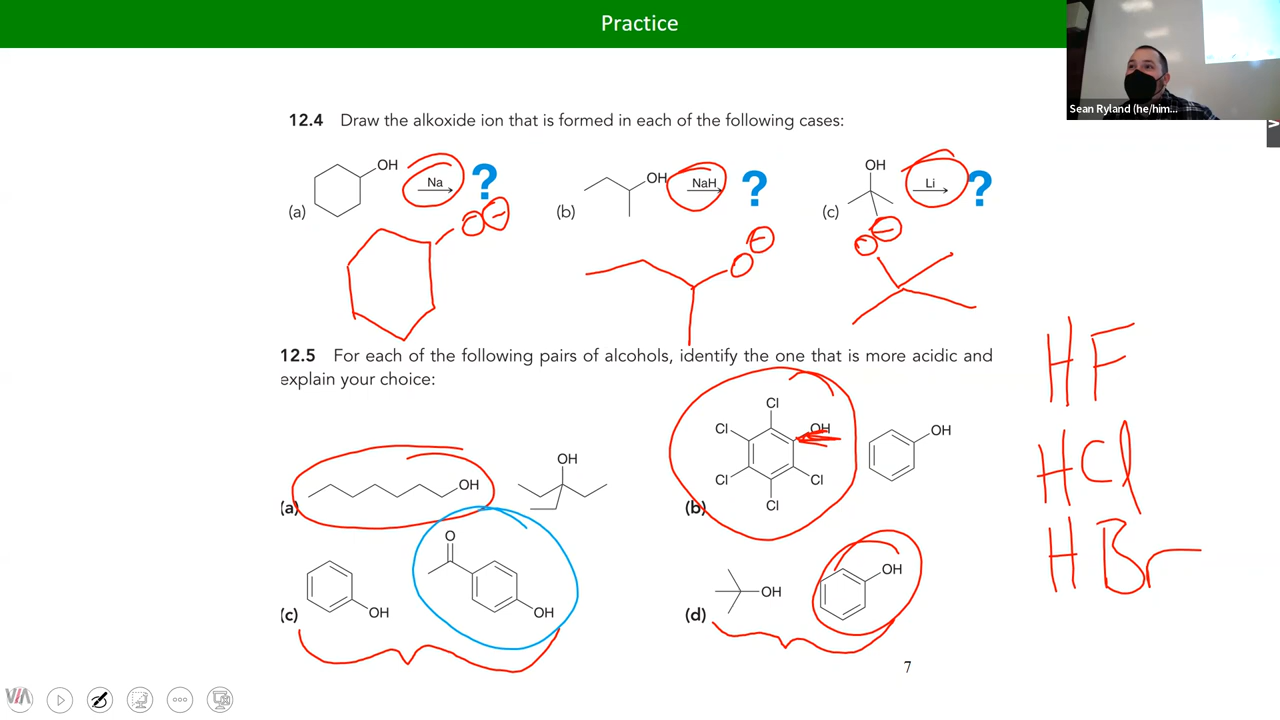 Practice
Sean Ryland (he/him...
V
12.4 Draw the alkoxide ion that is formed in each of the following cases:
(a) OH Na ?
(b) OH NaH ?
(c) OH Li ?
O −
O −
O −
12.5 For each of the following pairs of alcohols, identify the one that is more acidic and
explain your choice:
(a) OH OH
(b) Cl Cl OH Cl Cl Cl OH
(c) OH O OH
(d) OH OH
HF
HCl
HBr
7
VIA